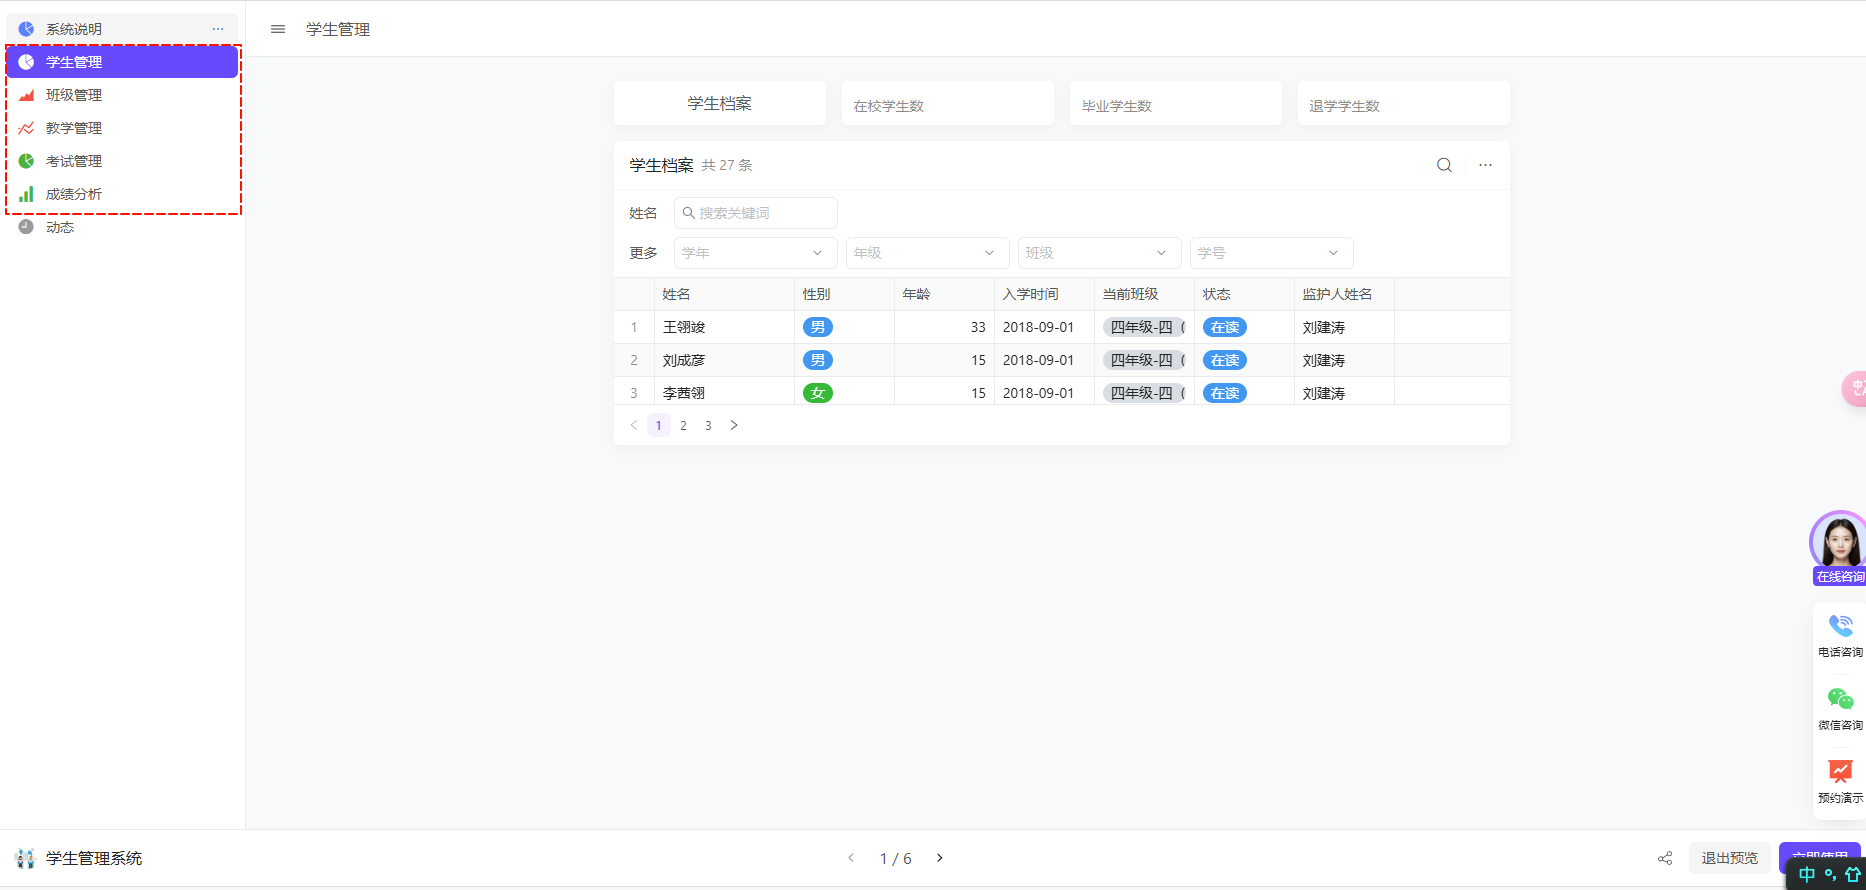 系统说明
学生管理
班级管理
教学管理
考试管理
成绩分析
动态
学生管理
学生档案
在校学生数
毕业学生数
退学学生数
学生档案 共 27 条
姓名 搜索关键词
更多 学年 年级 班级 学号
姓名 性别 年龄 入学时间 当前班级 状态 监护人姓名
1 王翎竣 男 33 2018-09-01 四年级-四（ 在读 刘建涛
2 刘成彦 男 15 2018-09-01 四年级-四（ 在读 刘建涛
3 李茜翎 女 15 2018-09-01 四年级-四（ 在读 刘建涛
1 2 3
在线咨询
电话咨询
微信咨询
预约演示
学生管理系统
1 / 6
退出预览
立即使用
中